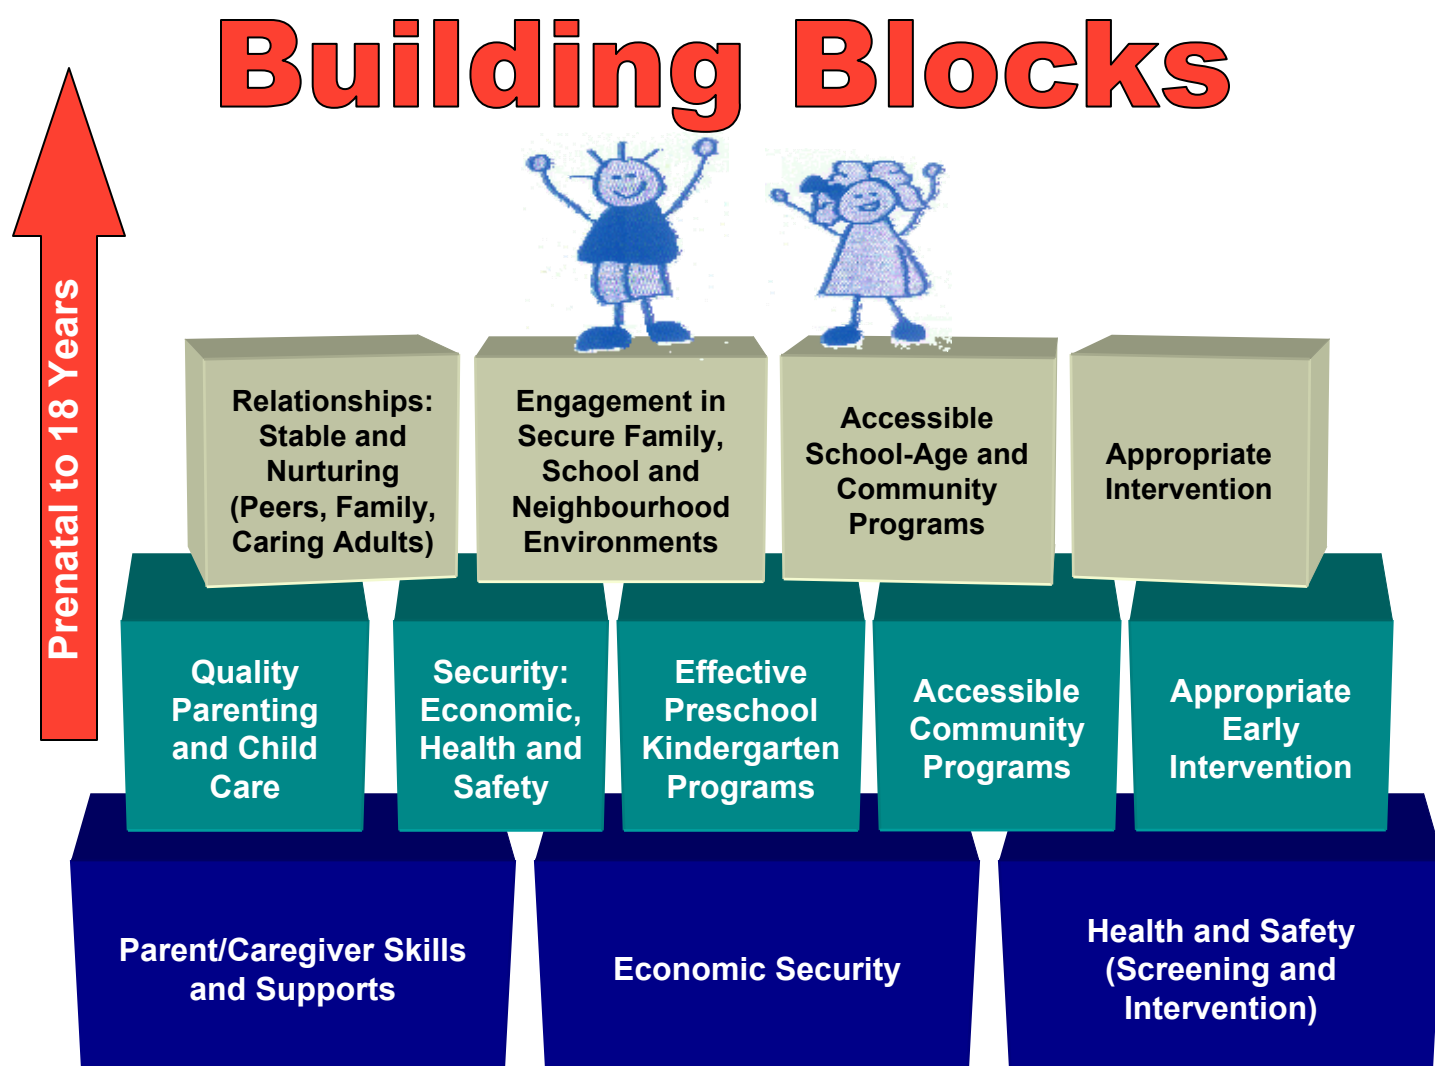 Building Blocks
Prenatal to 18 Years
Relationships:
Stable and
Nurturing
(Peers, Family,
Caring Adults)
Engagement in
Secure Family,
School and
Neighbourhood
Environments
Accessible
School-Age and
Community
Programs
Appropriate
Intervention
Quality
Parenting
and Child
Care
Security:
Economic,
Health and
Safety
Effective
Preschool
Kindergarten
Programs
Accessible
Community
Programs
Appropriate
Early
Intervention
Parent/Caregiver Skills
and Supports
Economic Security
Health and Safety
(Screening and
Intervention)